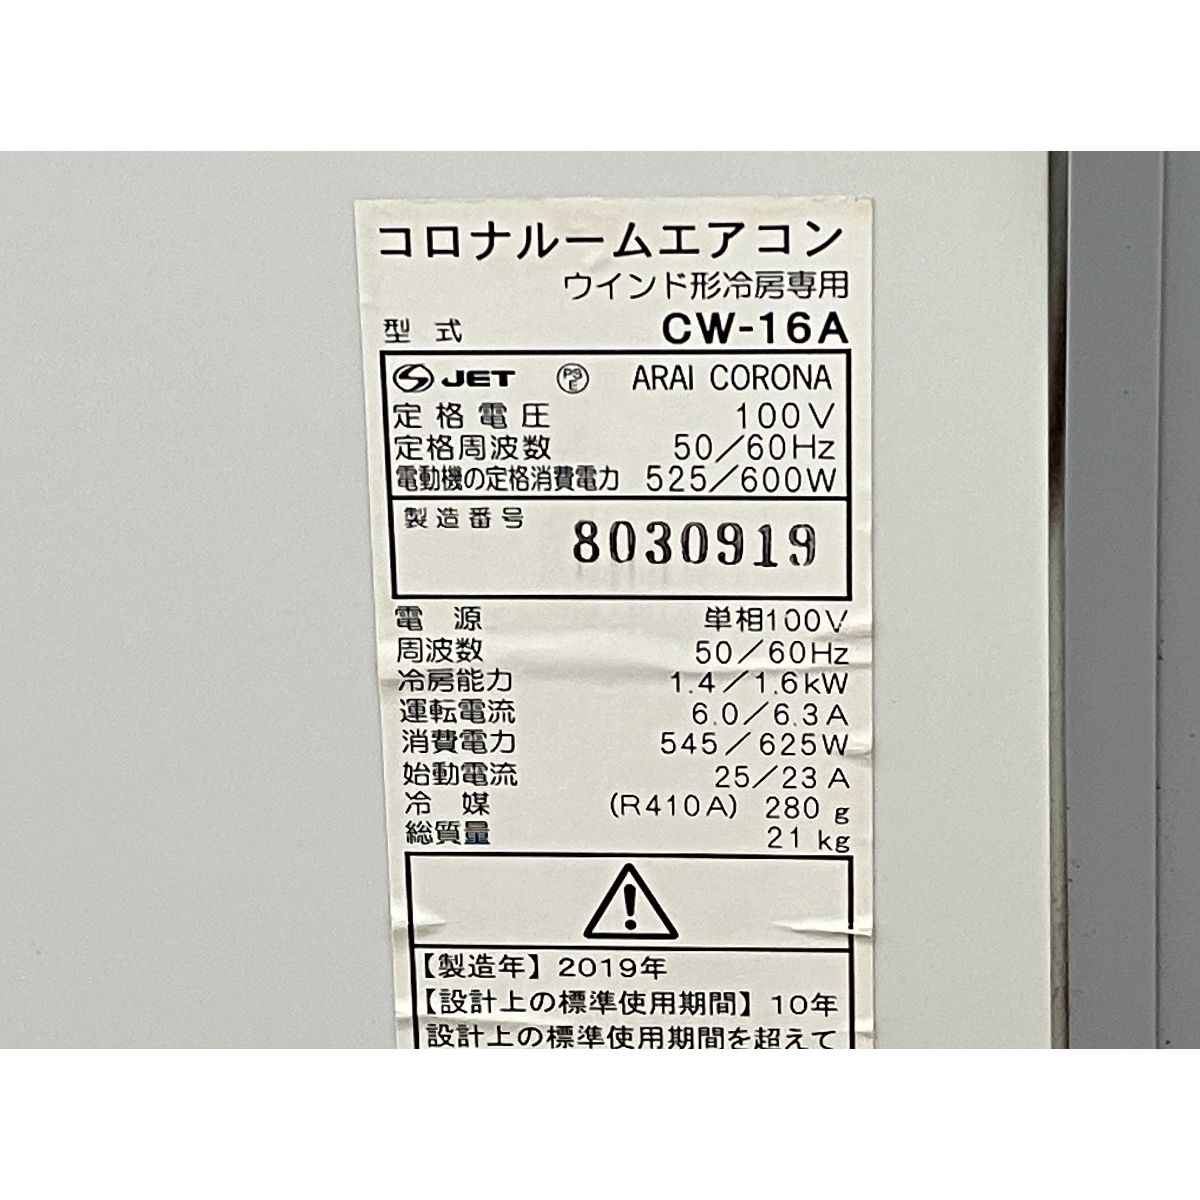 コロナルームエアコン
ウインド形冷房専用
型式 CW-16A
JET PSE ARAI CORONA
定格電圧 100V
定格周波数 50/60Hz
電動機の定格消費電力 525/600W
製造番号 8030919
電源 単相100V
周波数 50/60Hz
冷房能力 1.4/1.6kW
運転電流 6.0/6.3A
消費電力 545/625W
始動電流 25/23A
冷媒 (R410A) 280g
総質量 21kg
【製造年】2019年
【設計上の標準使用期間】10年
設計上の標準使用期間を超えて